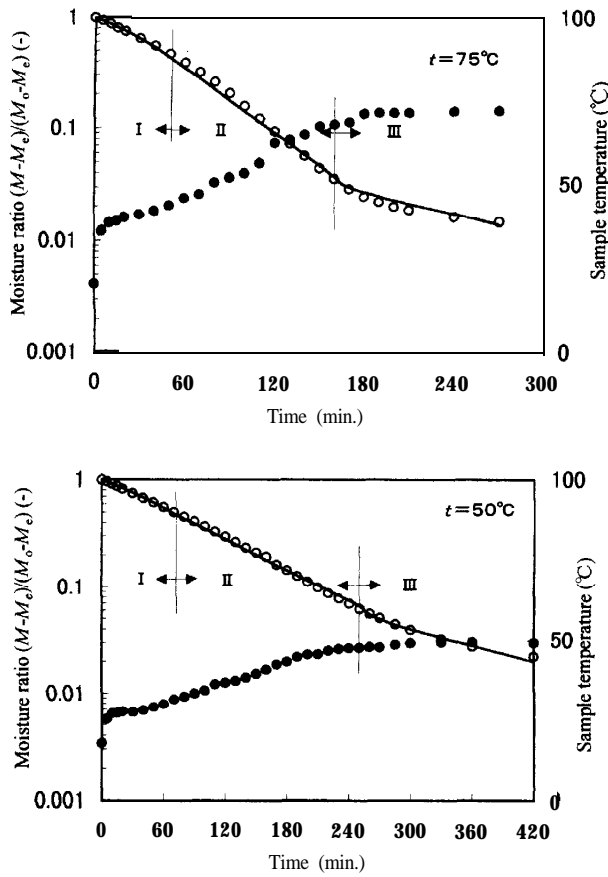 Moisture ratio (M-Me)/(Mo-Me) (-)
1
0.1
0.01
0.001
t=75℃
I
II
III
100
50
0
Sample temperature (℃)
0 60 120 180 240 300
Time (min.)
Moisture ratio (M-Me)/(Mo-Me) (-)
1
0.1
0.01
0.001
t=50℃
I
II
III
100
50
0
Sample temperature (℃)
0 60 120 180 240 300 360 420
Time (min.)